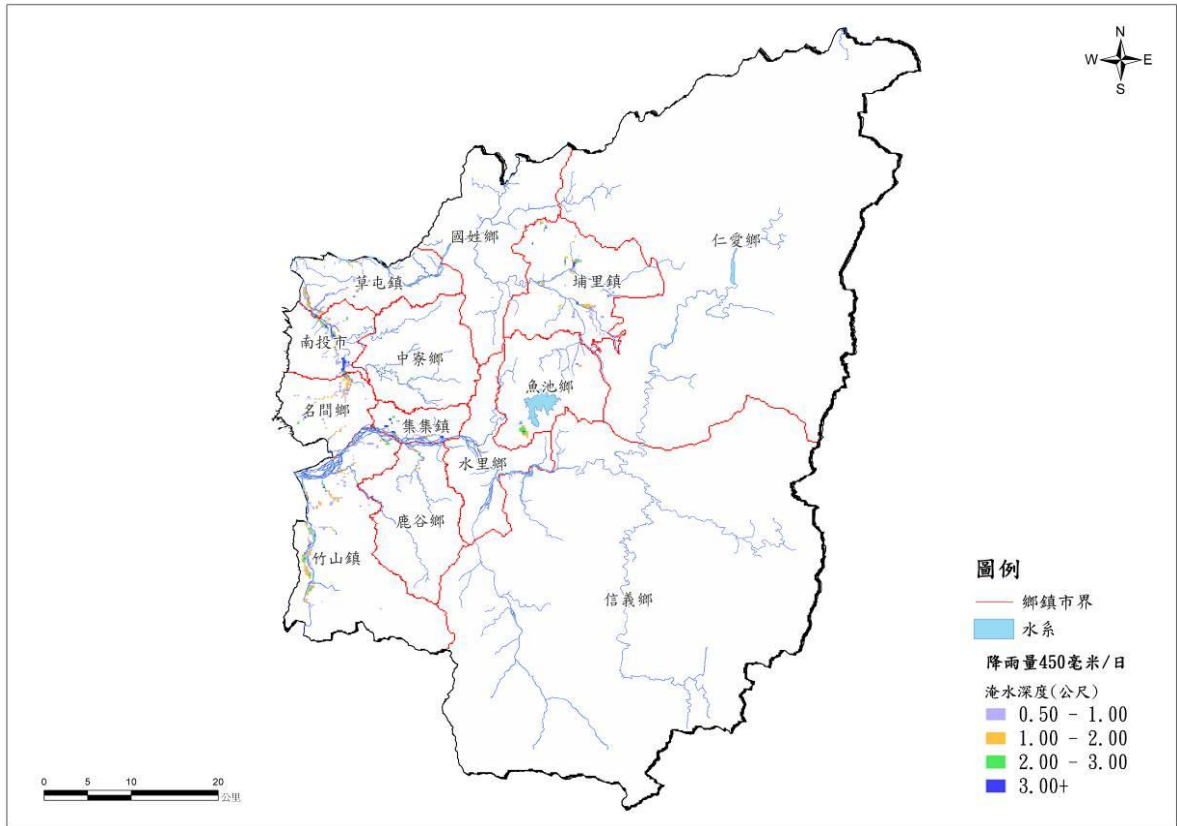 N
W E
S
國姓鄉
仁愛鄉
草屯鎮
埔里鎮
南投市
中寮鄉
魚池鄉
名間鄉
集集鎮
水里鄉
鹿谷鄉
竹山鎮
信義鄉
圖例
鄉鎮市界
水系
降雨量450毫米/日
淹水深度(公尺)
0.50 - 1.00
1.00 - 2.00
2.00 - 3.00
3.00+
0 5 10 20
公里